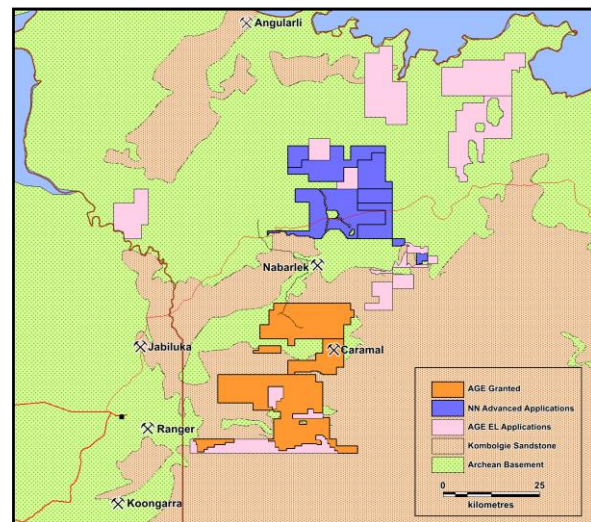 Angularli
Nabarlek
Jabiluka
Caramal
Ranger
Koongarra
AGE Granted
NN Advanced Applications
AGE EL Applications
Kombolgie Sandstone
Archean Basement
0 25
kilometres